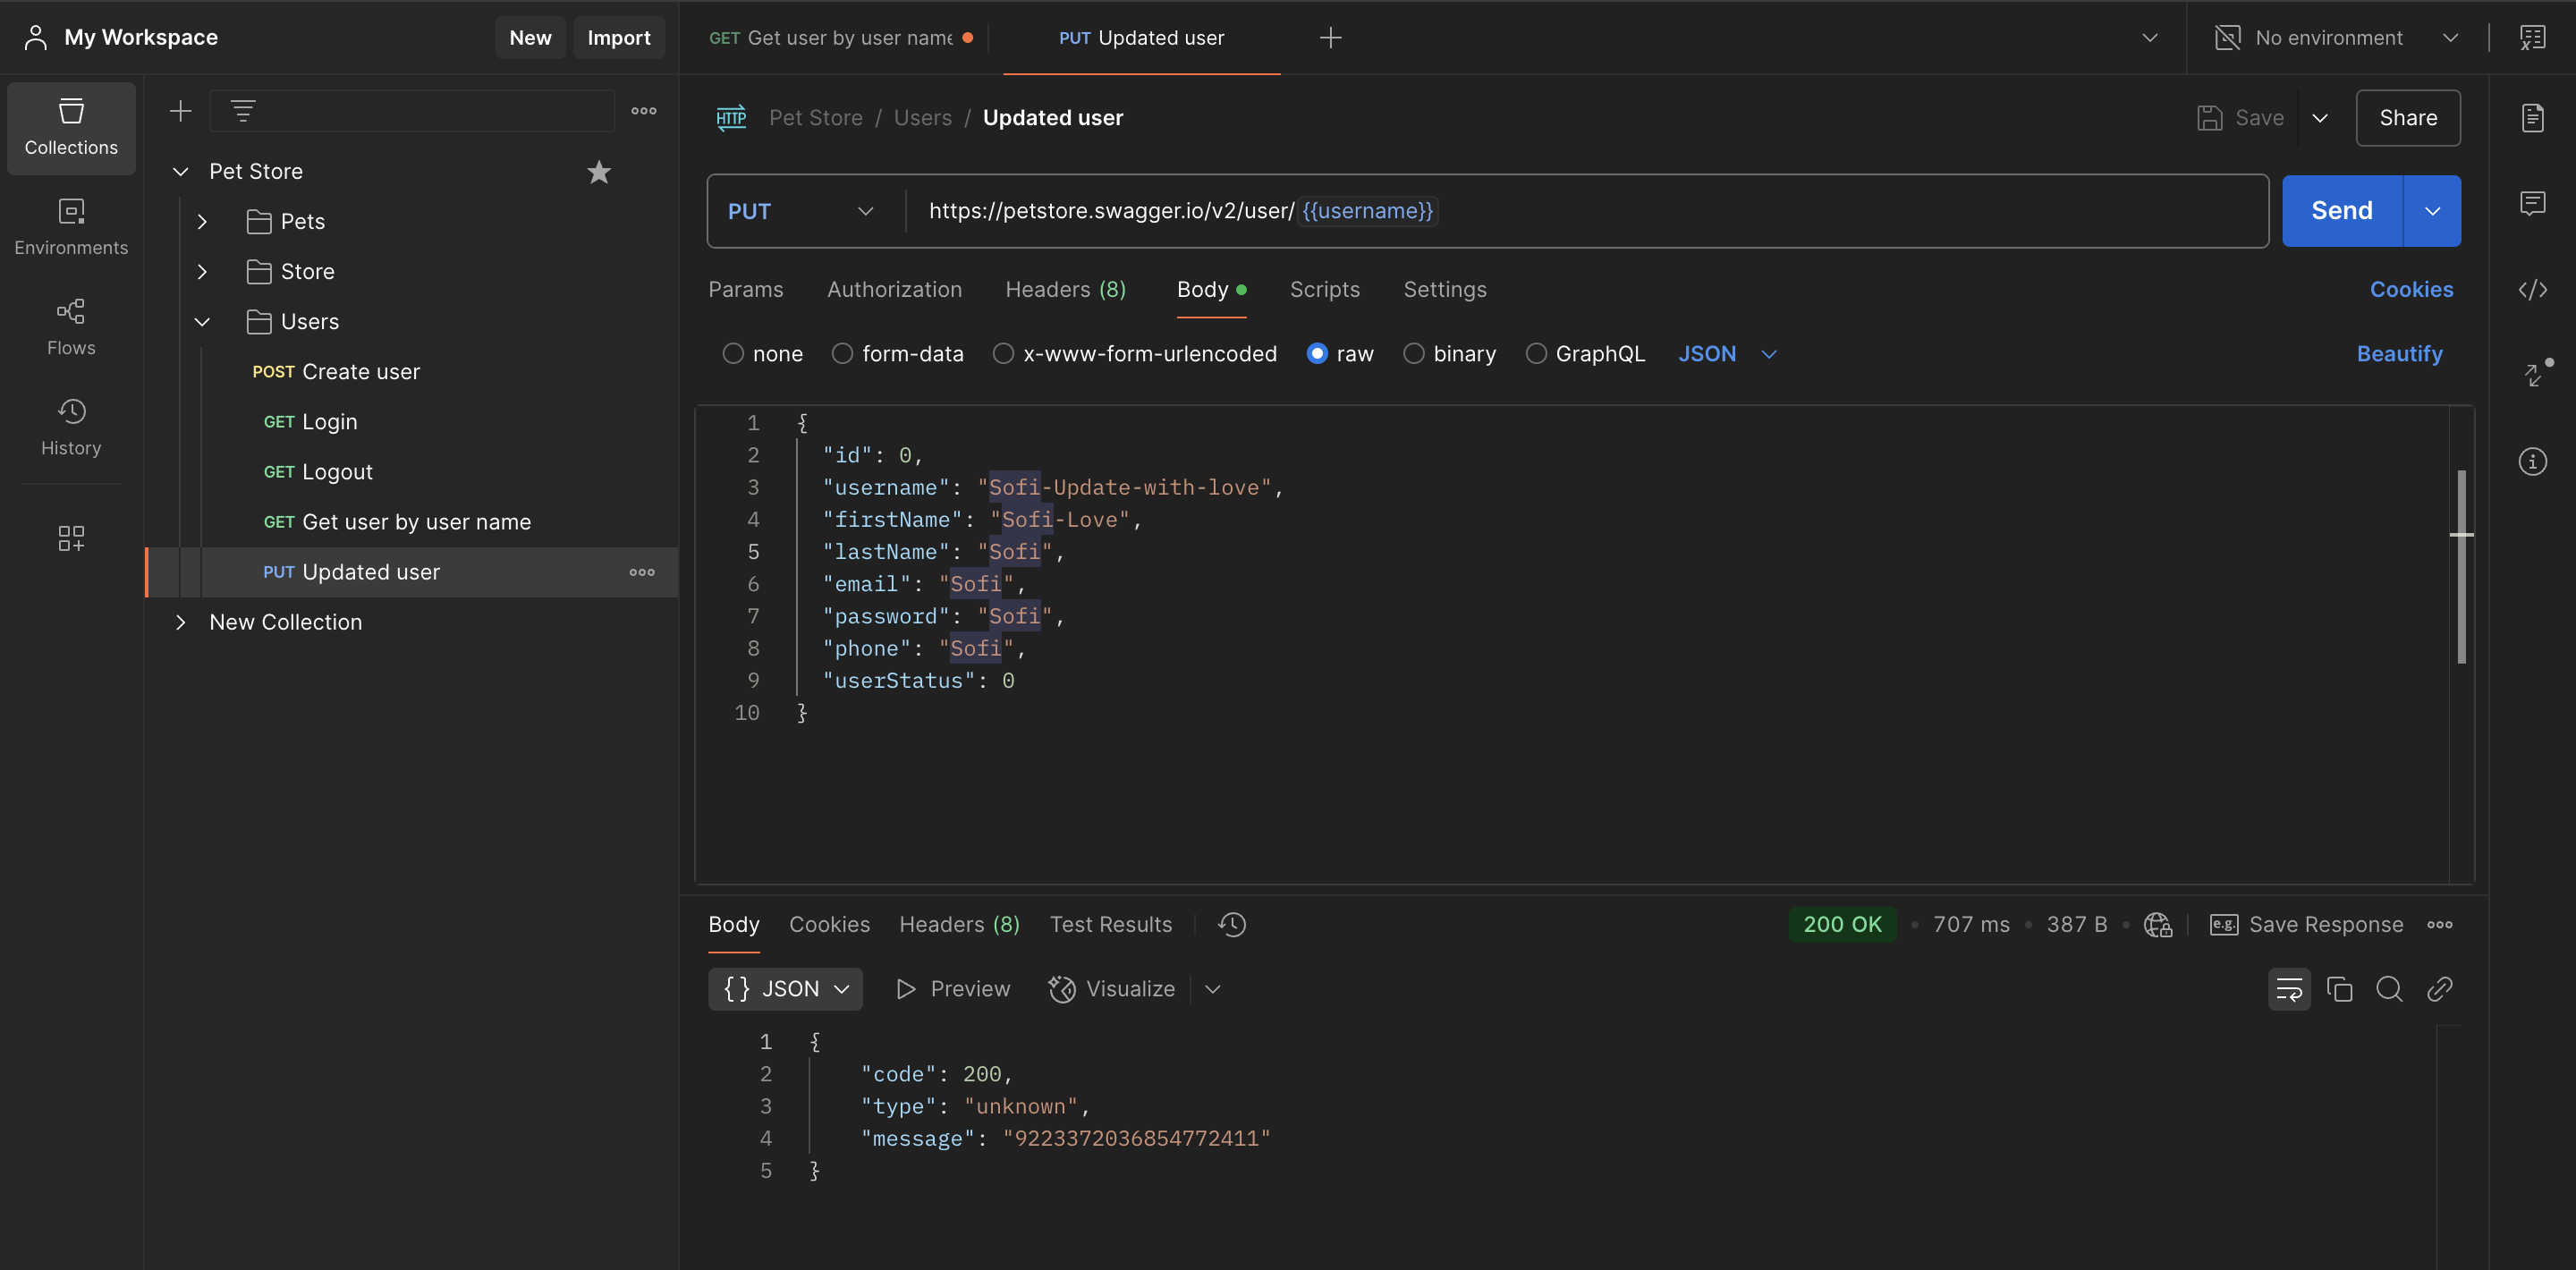 My Workspace
New
Import
GET Get user by user name
PUT Updated user
No environment
Collections
Environments
Flows
History
Pet Store
Pets
Store
Users
POST Create user
GET Login
GET Logout
GET Get user by user name
PUT Updated user
New Collection
HTTP Pet Store / Users / Updated user
Save
Share
PUT https://petstore.swagger.io/v2/user/{{username}}
Send
Params Authorization Headers (8) Body Scripts Settings Cookies
none form-data x-www-form-urlencoded raw binary GraphQL JSON Beautify
1 {
2 "id": 0,
3 "username": "Sofi-Update-with-love",
4 "firstName": "Sofi-Love",
5 "lastName": "Sofi",
6 "email": "Sofi",
7 "password": "Sofi",
8 "phone": "Sofi",
9 "userStatus": 0
10 }
Body Cookies Headers (8) Test Results 200 OK • 707 ms • 387 B • e.g. Save Response
{} JSON Preview Visualize
1 {
2 "code": 200,
3 "type": "unknown",
4 "message": "9223372036854772411"
5 }